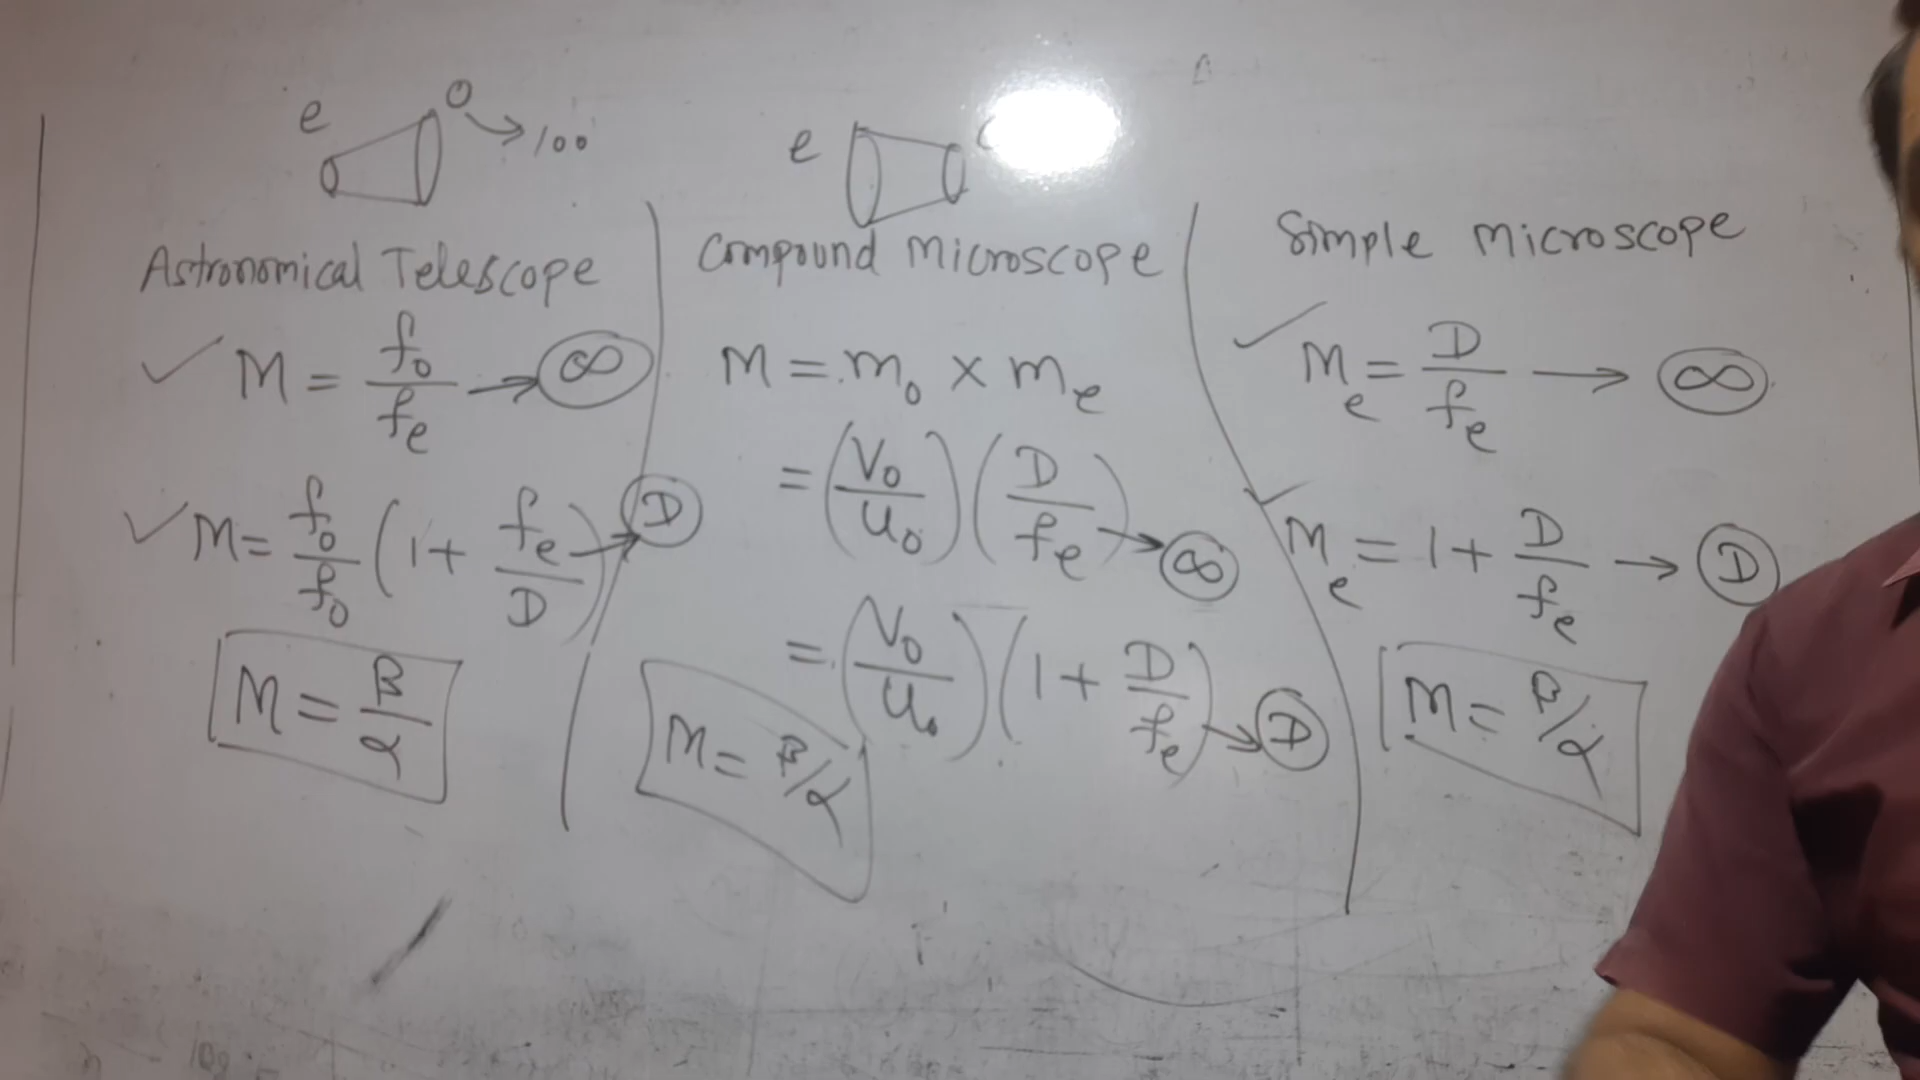 e O → 100
Astronomical Telescope
M = f₀/fₑ → ∞
M = f₀/f₀ (1 + fₑ/D) → D
M = β/α
e
Compound Microscope
M = m₀ × mₑ
= (V₀/u₀) (D/fₑ) → ∞
= (V₀/u₀) (1 + D/fₑ) → D
M = β/α
Simple Microscope
Mₑ = D/fₑ → ∞
Mₑ = 1 + D/fₑ → D
M = β/α